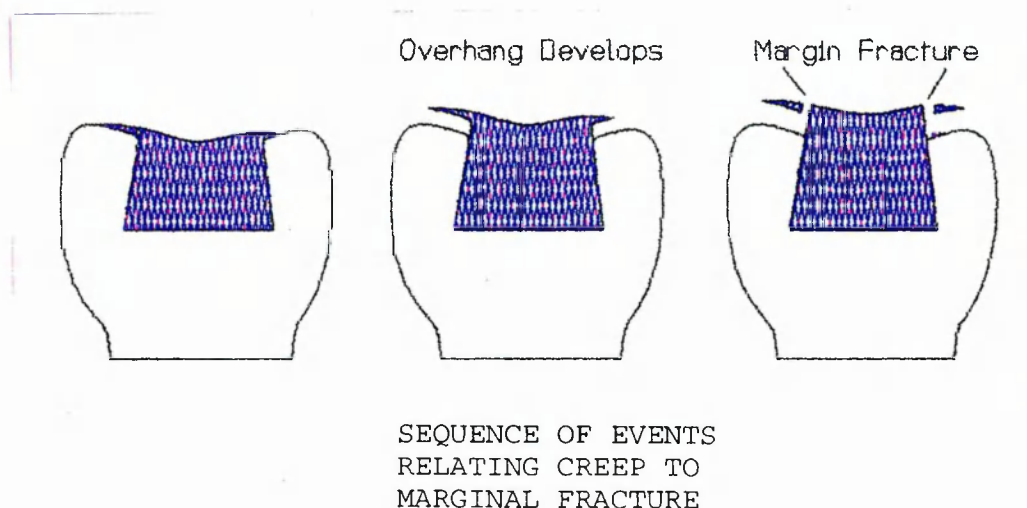 Overhang Develops
Margin Fracture
SEQUENCE OF EVENTS
RELATING CREEP TO
MARGINAL FRACTURE